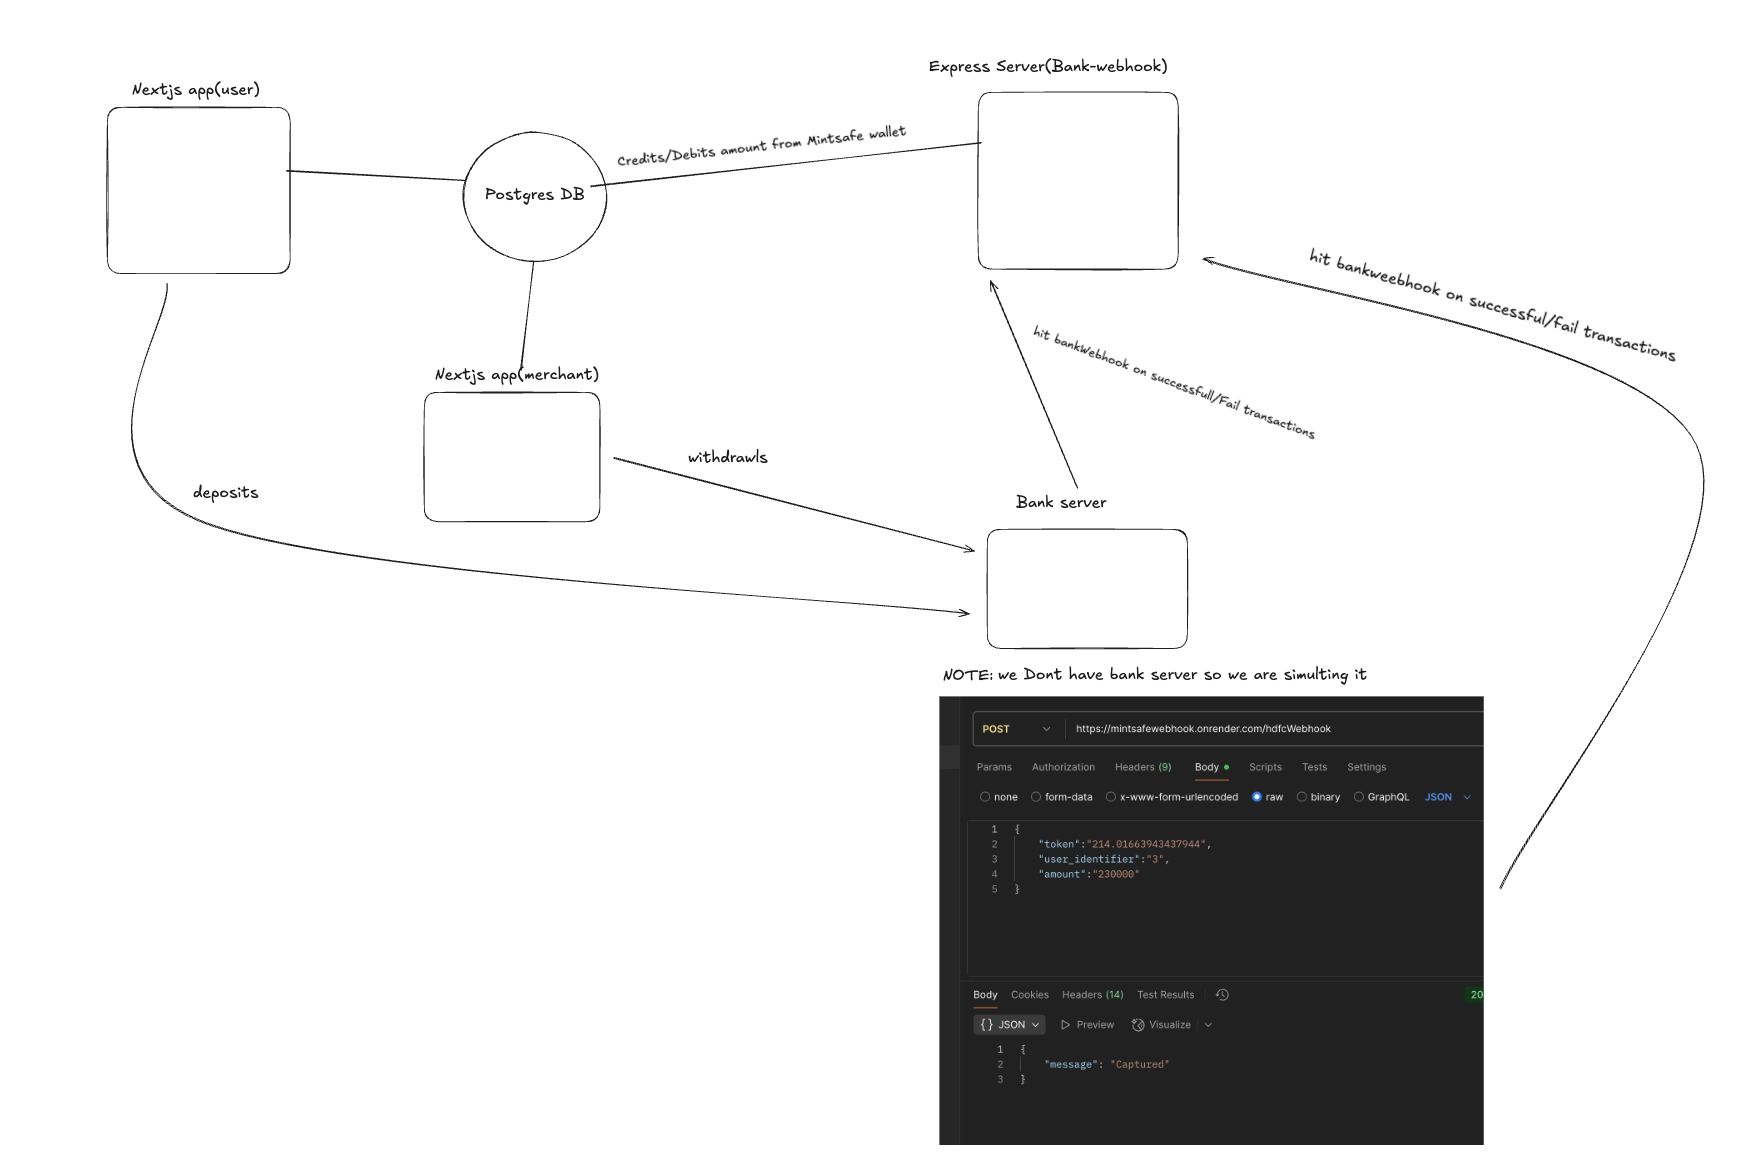 Express Server(Bank-webhook)
Nextjs app(user)
Credits/Debits amount from Mintsafe wallet
Postgres DB
hit bankweebhook on successful/fail transactions
hit bankWebhook on successfull/Fail transactions
Nextjs app(merchant)
withdrawls
deposits
Bank server
NOTE: we Dont have bank server so we are simulting it
POST https://mintsafewebhook.onrender.com/hdfcWebhook
Params Authorization Headers (9) Body Scripts Tests Settings
none form-data x-www-form-urlencoded raw binary GraphQL JSON
1 {
2 "token":"214.01663943437944",
3 "user_identifier":"3",
4 "amount":"230000"
5 }
Body Cookies Headers (14) Test Results 20
{} JSON Preview Visualize
1 {
2 "message": "Captured"
3 }